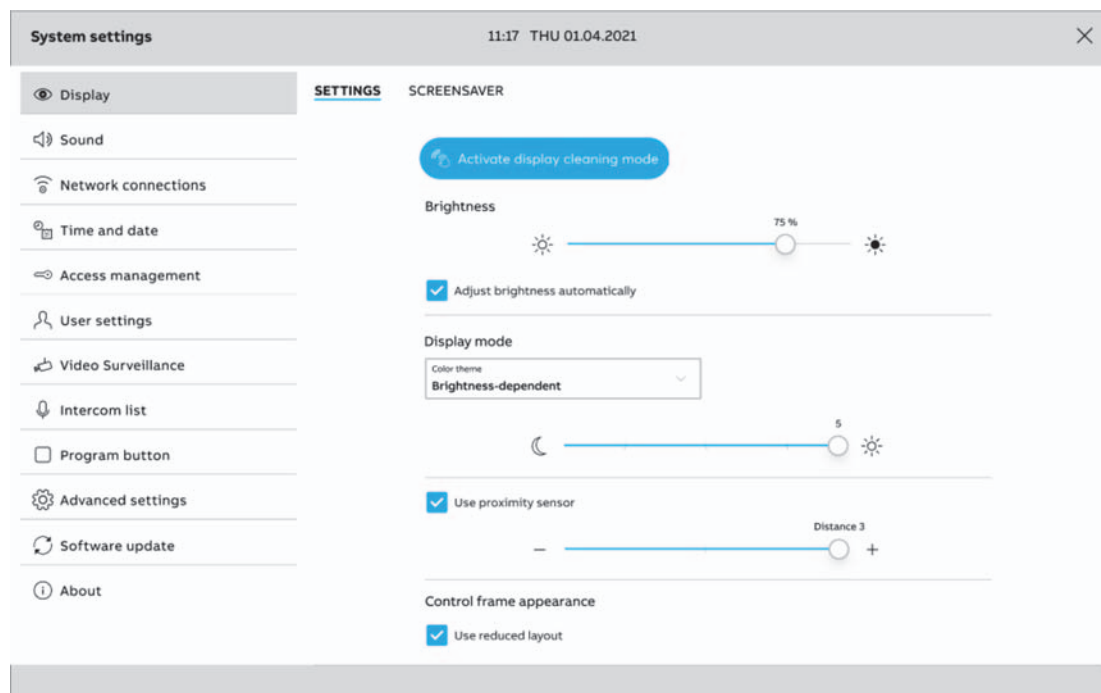 System settings
11:17 THU 01.04.2021
Display
Sound
Network connections
Time and date
Access management
User settings
Video Surveillance
Intercom list
Program button
Advanced settings
Software update
About
SETTINGS SCREENSAVER
Activate display cleaning mode
Brightness
75 %
Adjust brightness automatically
Display mode
Color theme
Brightness-dependent
5
Use proximity sensor
Distance 3
Control frame appearance
Use reduced layout